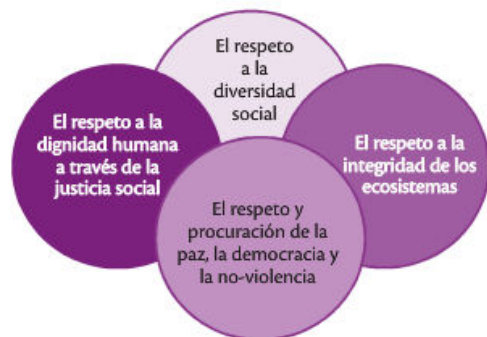 El respeto
a la
diversidad
social
El respeto a la
dignidad humana
a través de la
justicia social
El respeto a la
integridad de los
ecosistemas
El respeto y
procuración de la
paz, la democracia y
la no-violencia